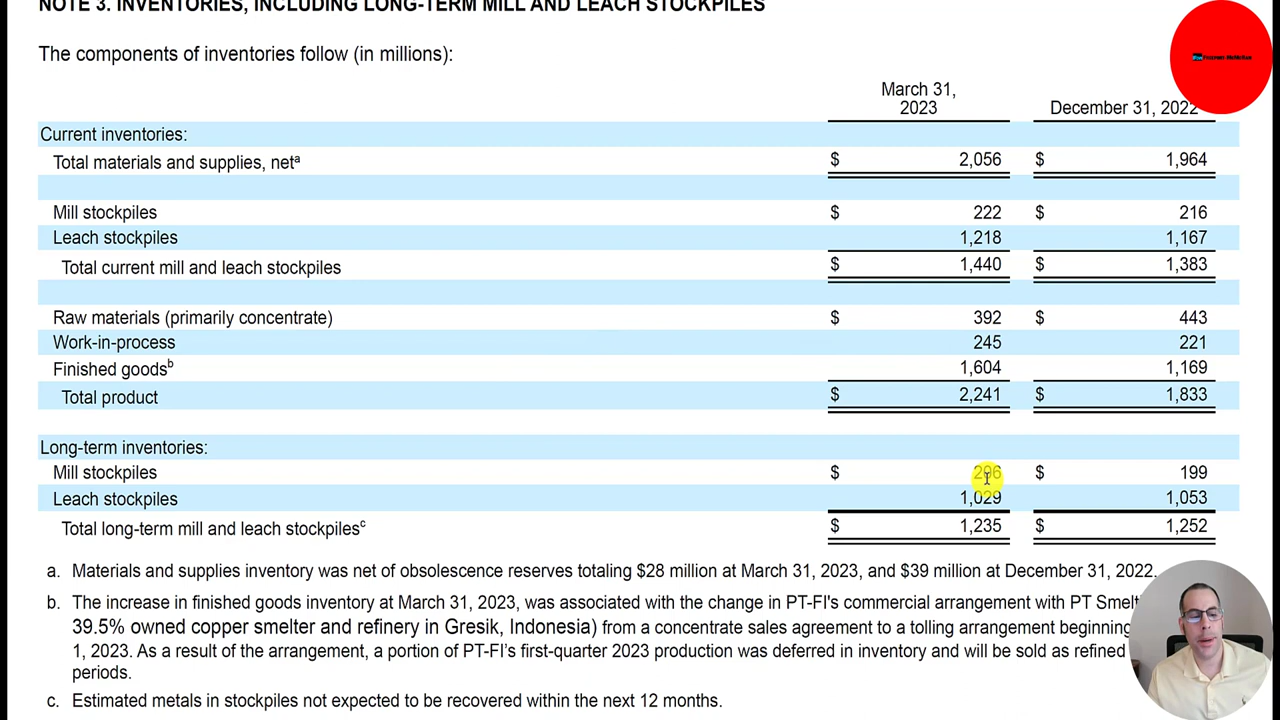 NOTE 3. INVENTORIES, INCLUDING LONG-TERM MILL AND LEACH STOCKPILES
The components of inventories follow (in millions):
March 31, 2023 December 31, 2022
Current inventories:
Total materials and supplies, netᵃ $ 2,056 $ 1,964
Mill stockpiles $ 222 $ 216
Leach stockpiles 1,218 1,167
Total current mill and leach stockpiles $ 1,440 $ 1,383
Raw materials (primarily concentrate) $ 392 $ 443
Work-in-process 245 221
Finished goodsᵇ 1,604 1,169
Total product $ 2,241 $ 1,833
Long-term inventories:
Mill stockpiles $ 206 $ 199
Leach stockpiles 1,029 1,053
Total long-term mill and leach stockpilesᶜ $ 1,235 $ 1,252
a. Materials and supplies inventory was net of obsolescence reserves totaling $28 million at March 31, 2023, and $39 million at December 31, 2022.
b. The increase in finished goods inventory at March 31, 2023, was associated with the change in PT-FI's commercial arrangement with PT
39.5% owned copper smelter and refinery in Gresik, Indonesia) from a concentrate sales agreement to a tolling arrangement beginning
1, 2023. As a result of the arrangement, a portion of PT-FI's first-quarter 2023 production was deferred in inventory and will be sold as refined
periods.
c. Estimated metals in stockpiles not expected to be recovered within the next 12 months.